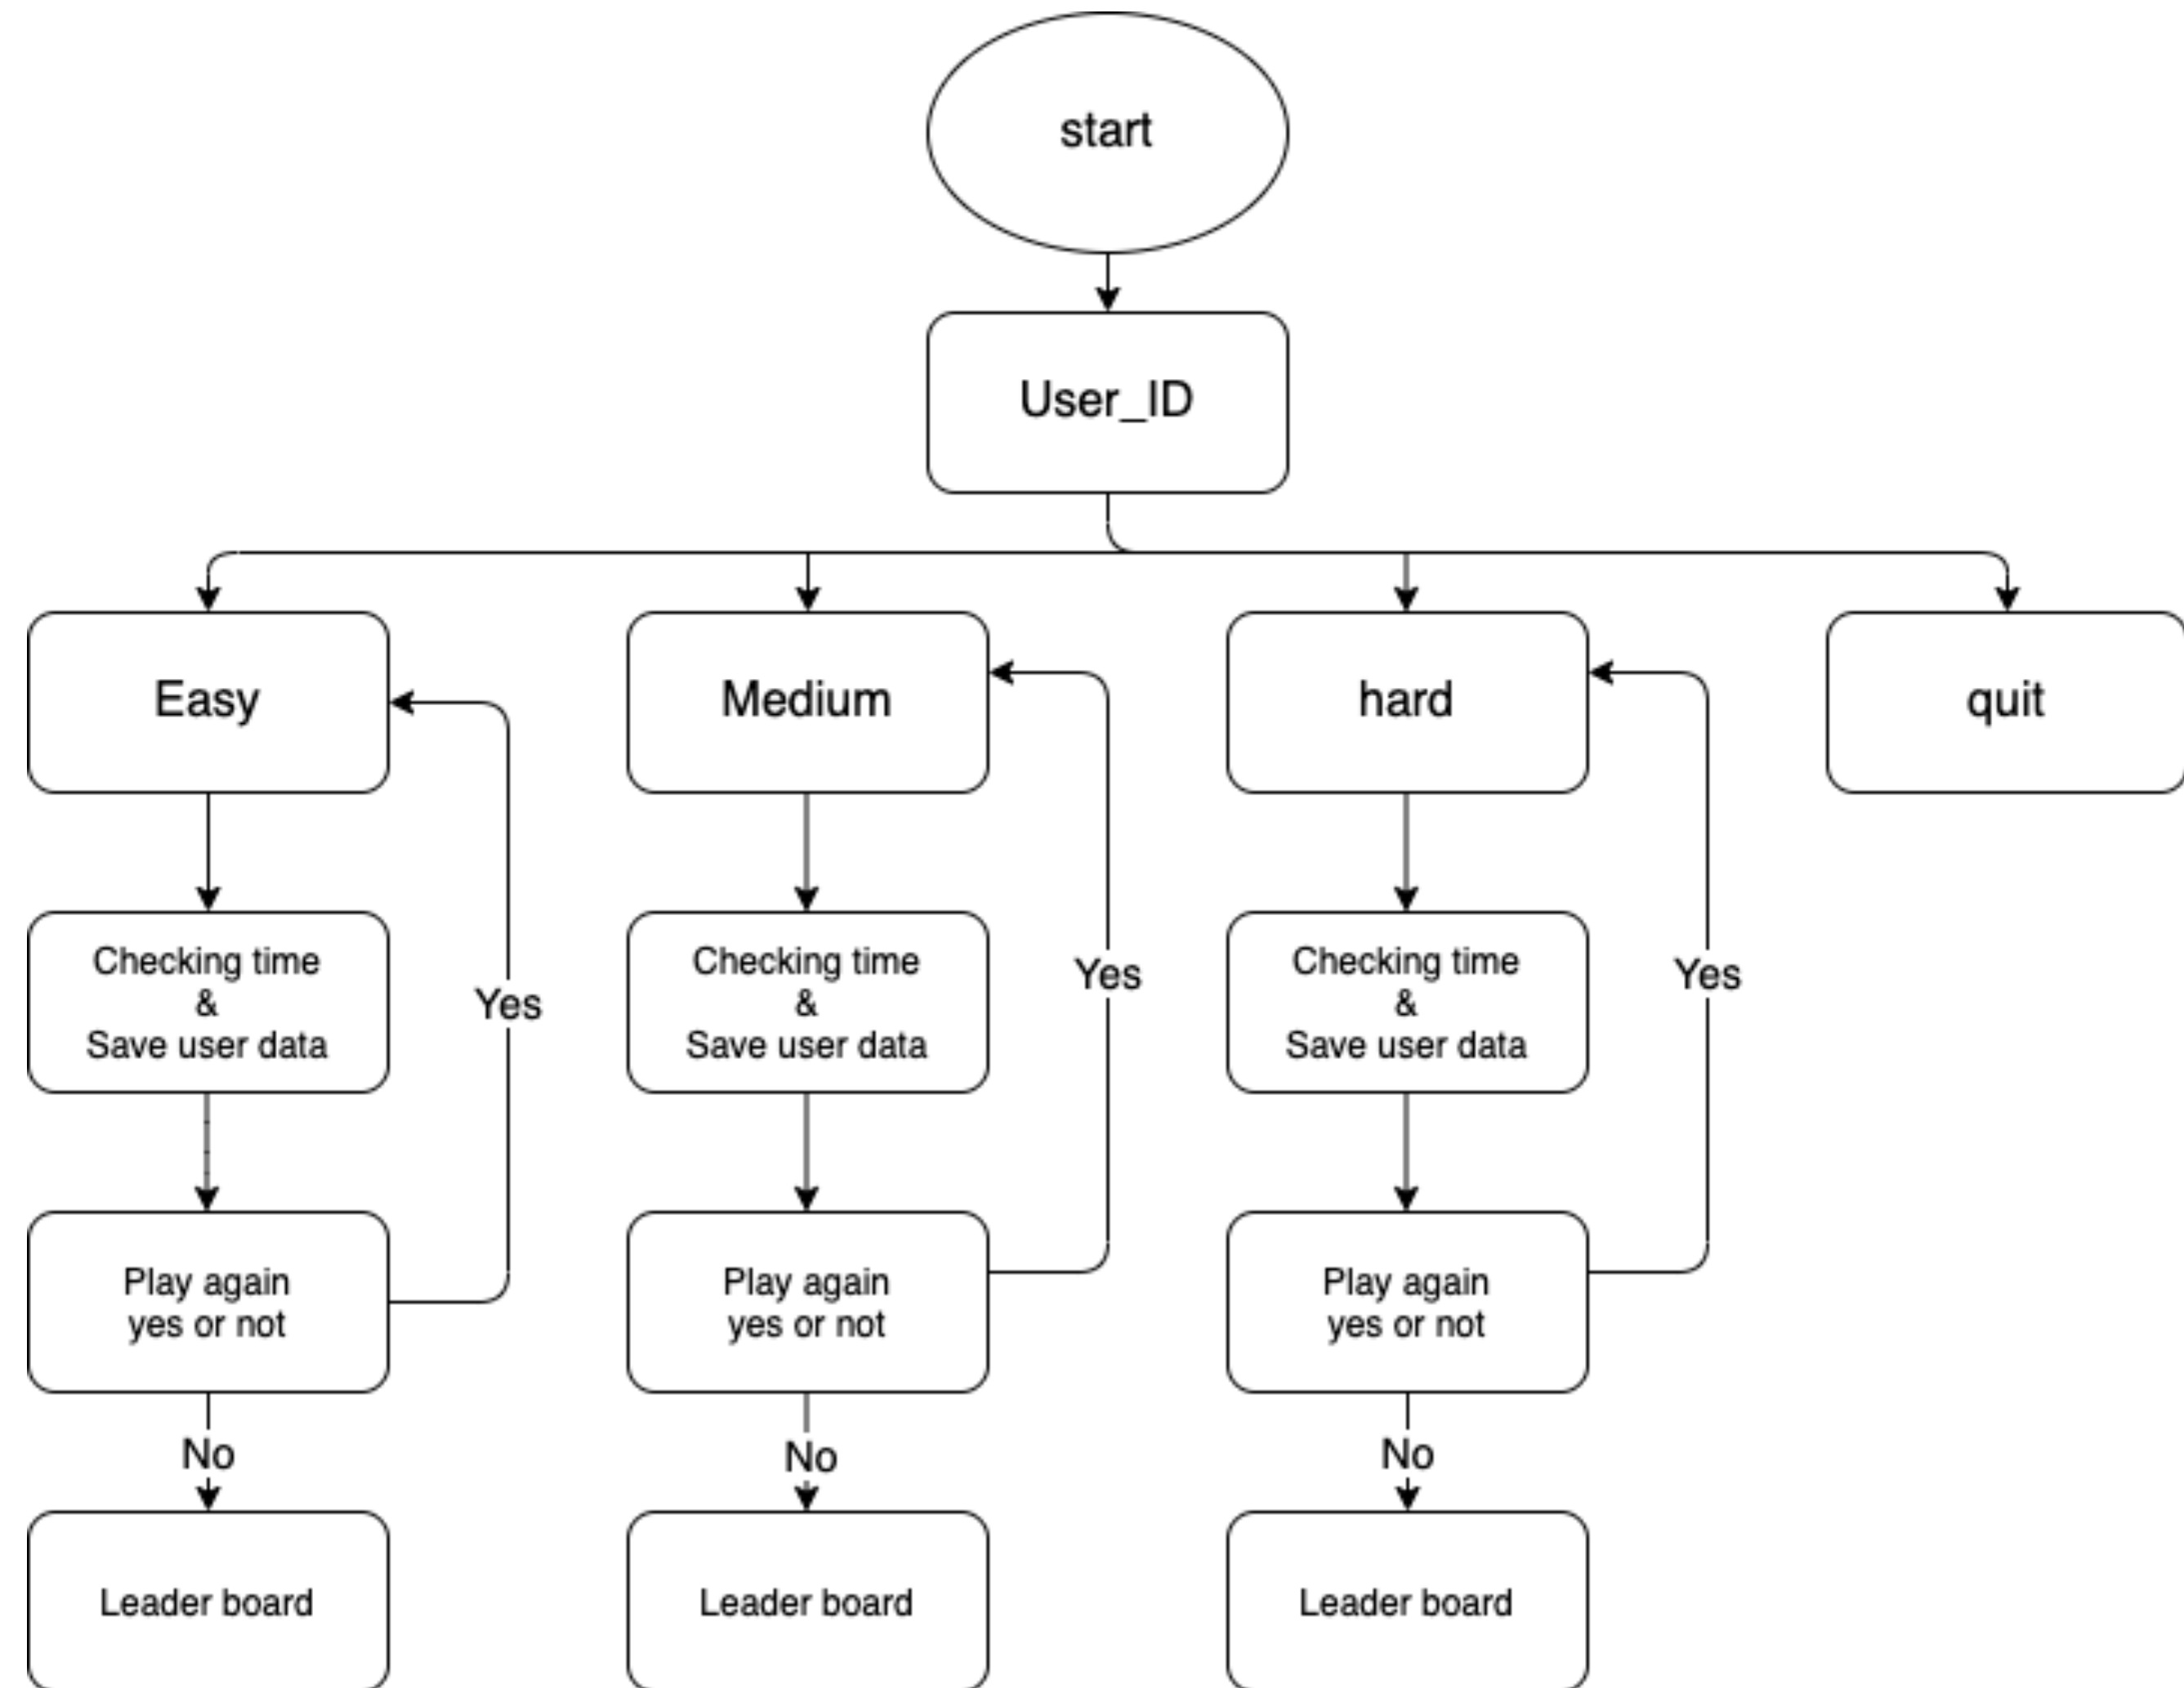 start
User_ID
Easy
Medium
hard
quit
Checking time
&
Save user data
Yes
Checking time
&
Save user data
Yes
Checking time
&
Save user data
Yes
Play again
yes or not
Play again
yes or not
Play again
yes or not
No
No
No
Leader board
Leader board
Leader board